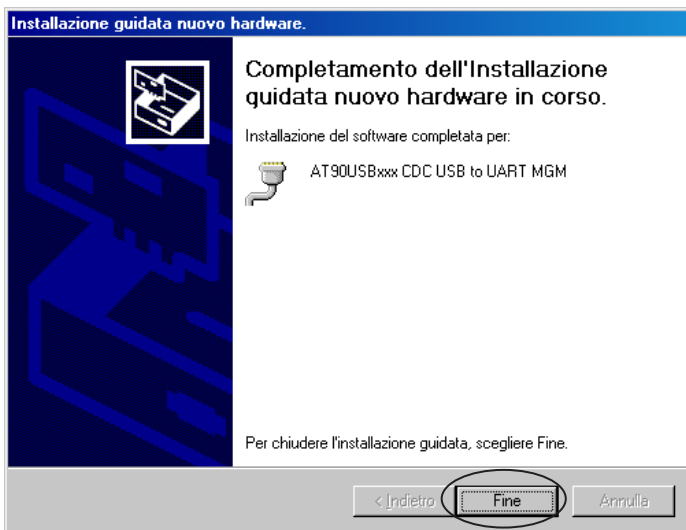 Installazione guidata nuovo hardware.
Completamento dell'Installazione
guidata nuovo hardware in corso.
Installazione del software completata per:
AT90USBxxx CDC USB to UART MGM
Per chiudere l'installazione guidata, scegliere Fine.
< Indietro Fine Annulla